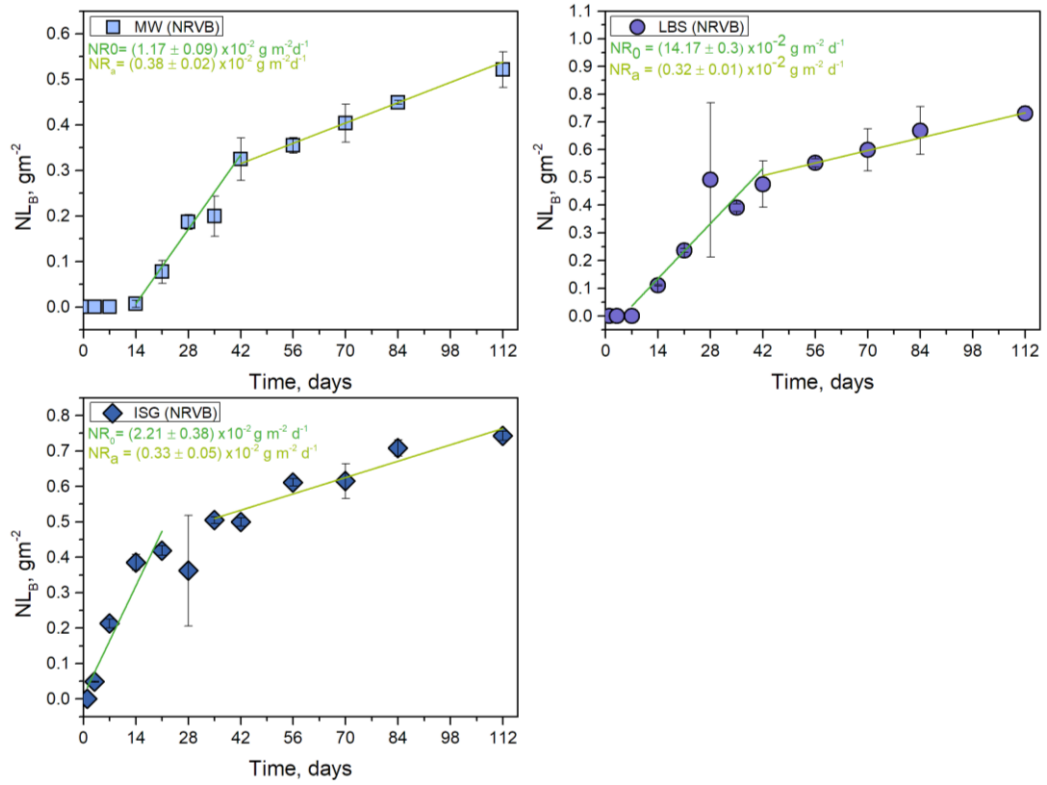 MW (NRVB)
NR0= (1.17 ± 0.09) x10⁻² g m⁻²d⁻¹
NRₐ= (0.38 ± 0.02) x10⁻² g m⁻²d⁻¹
NL_B, gm⁻²
0.6
0.5
0.4
0.3
0.2
0.1
0.0
0 14 28 42 56 70 84 98 112
Time, days
LBS (NRVB)
NR₀ = (14.17 ± 0.3) x10⁻² g m⁻² d⁻¹
NRₐ = (0.32 ± 0.01) x10⁻² g m⁻² d⁻¹
NL_B, gm⁻²
1.1
1.0
0.9
0.8
0.7
0.6
0.5
0.4
0.3
0.2
0.1
0.0
0 14 28 42 56 70 84 98 112
Time, days
ISG (NRVB)
NR₀= (2.21 ± 0.38) x10⁻² g m⁻² d⁻¹
NRₐ = (0.33 ± 0.05) x10⁻² g m⁻² d⁻¹
NL_B, gm⁻²
0.8
0.7
0.6
0.5
0.4
0.3
0.2
0.1
0.0
0 14 28 42 56 70 84 98 112
Time, days